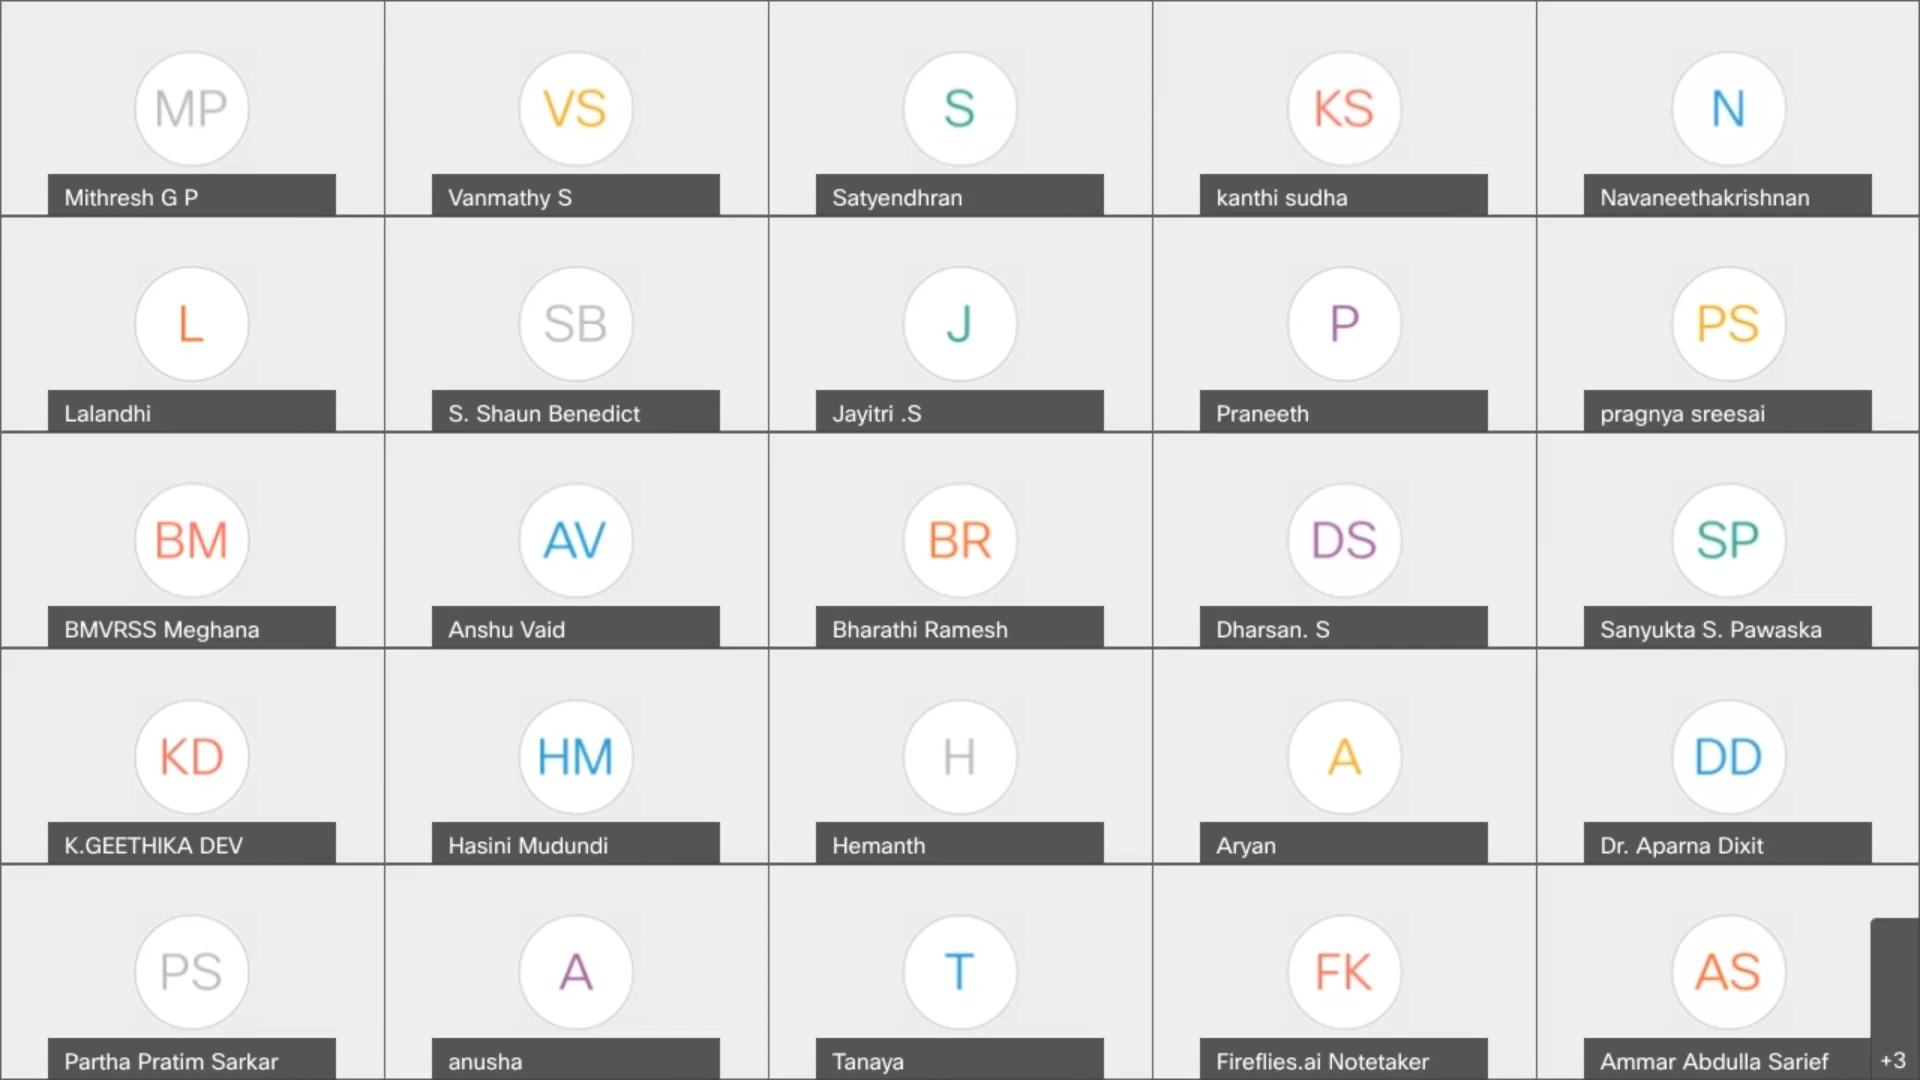 MP
VS
S
KS
N
Mithresh G P
Vanmathy S
Satyendhran
kanthi sudha
Navaneethakrishnan
L
SB
J
P
PS
Lalandhi
S. Shaun Benedict
Jayitri .S
Praneeth
pragnya sreesai
BM
AV
BR
DS
SP
BMVRSS Meghana
Anshu Vaid
Bharathi Ramesh
Dharsan. S
Sanyukta S. Pawaska
KD
HM
H
A
DD
K.GEETHIKA DEV
Hasini Mudundi
Hemanth
Aryan
Dr. Aparna Dixit
PS
A
T
FK
AS
Partha Pratim Sarkar
anusha
Tanaya
Fireflies.ai Notetaker
Ammar Abdulla Sarief
+3